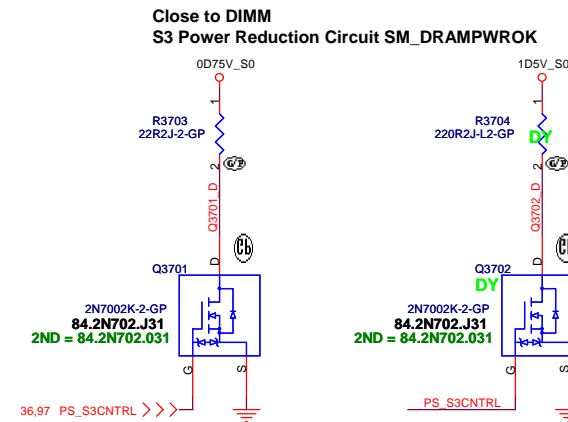 Close to DIMM
S3 Power Reduction Circuit SM_DRAMPWROK
0D75V_S0
1
R3703
22R2J-2-GP
2
Q3701_D
D
Q3701
2N7002K-2-GP
84.2N702.J31
2ND = 84.2N702.031
G
S
36,97 PS_S3CNTRL
1D5V_S0
1
R3704
220R2J-L2-GP
DY
2
Q3702_D
D
Q3702
DY
2N7002K-2-GP
84.2N702.J31
2ND = 84.2N702.031
G
S
PS_S3CNTRL